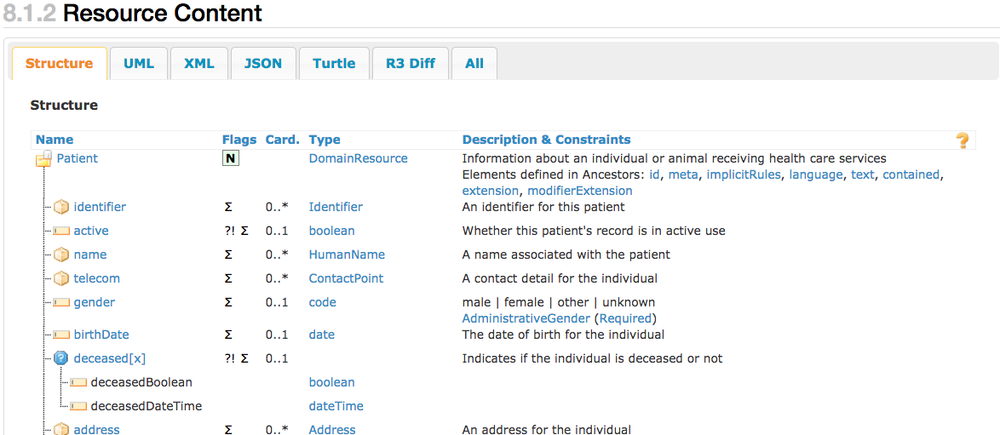 8.1.2 Resource Content
Structure UML XML JSON Turtle R3 Diff All
Structure
Name Flags Card. Type Description & Constraints ?
Patient N DomainResource Information about an individual or animal receiving health care services
Elements defined in Ancestors: id, meta, implicitRules, language, text, contained,
extension, modifierExtension
identifier Σ 0..* Identifier An identifier for this patient
active ?! Σ 0..1 boolean Whether this patient's record is in active use
name Σ 0..* HumanName A name associated with the patient
telecom Σ 0..* ContactPoint A contact detail for the individual
gender Σ 0..1 code male | female | other | unknown
AdministrativeGender (Required)
birthDate Σ 0..1 date The date of birth for the individual
? deceased[x] ?! Σ 0..1 Indicates if the individual is deceased or not
deceasedBoolean boolean
deceasedDateTime dateTime
address Σ 0..* Address An address for the individual